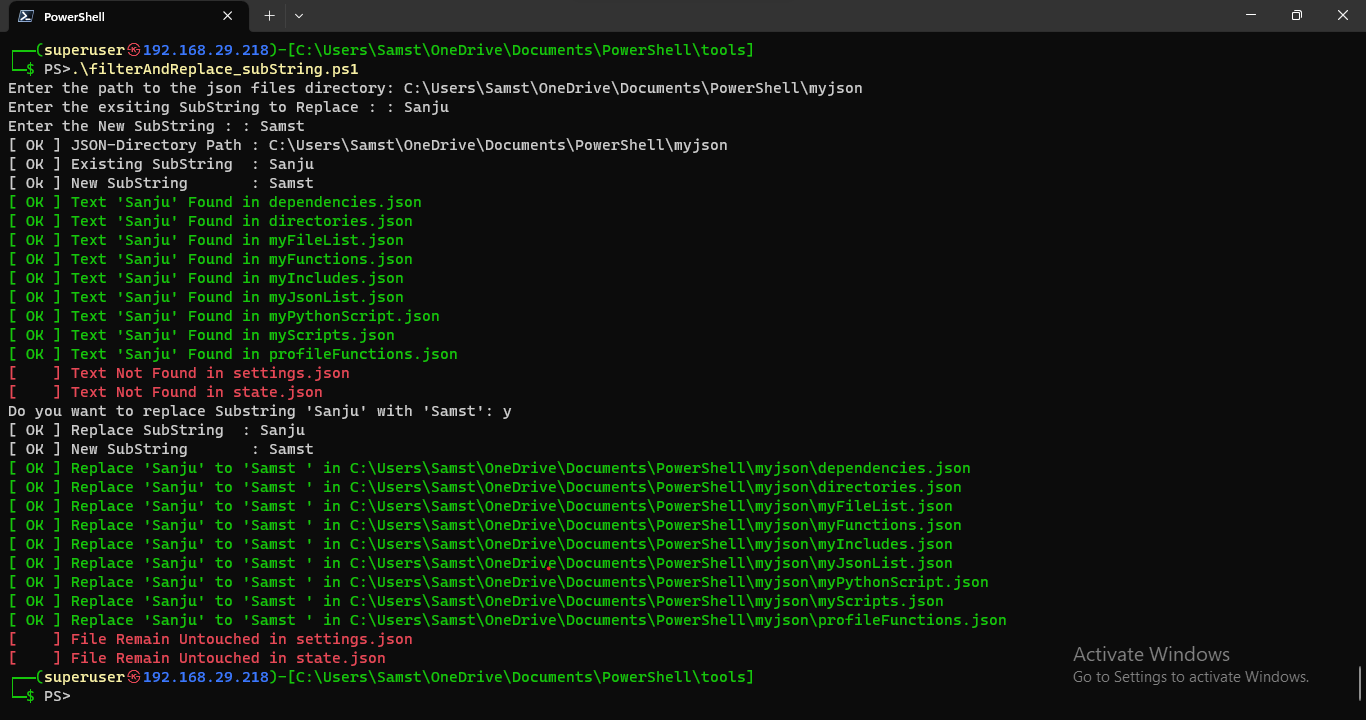 PowerShell
┌──(superuser㉿192.168.29.218)-[C:\Users\Samst\OneDrive\Documents\PowerShell\tools]
└─$ PS>.\filterAndReplace_subString.ps1
Enter the path to the json files directory: C:\Users\Samst\OneDrive\Documents\PowerShell\myjson
Enter the exsiting SubString to Replace : : Sanju
Enter the New SubString : : Samst
[ OK ] JSON-Directory Path : C:\Users\Samst\OneDrive\Documents\PowerShell\myjson
[ OK ] Existing SubString  : Sanju
[ Ok ] New SubString       : Samst
[ OK ] Text 'Sanju' Found in dependencies.json
[ OK ] Text 'Sanju' Found in directories.json
[ OK ] Text 'Sanju' Found in myFileList.json
[ OK ] Text 'Sanju' Found in myFunctions.json
[ OK ] Text 'Sanju' Found in myIncludes.json
[ OK ] Text 'Sanju' Found in myJsonList.json
[ OK ] Text 'Sanju' Found in myPythonScript.json
[ OK ] Text 'Sanju' Found in myScripts.json
[ OK ] Text 'Sanju' Found in profileFunctions.json
[    ] Text Not Found in settings.json
[    ] Text Not Found in state.json
Do you want to replace Substring 'Sanju' with 'Samst': y
[ OK ] Replace SubString  : Sanju
[ OK ] New SubString       : Samst
[ OK ] Replace 'Sanju' to 'Samst ' in C:\Users\Samst\OneDrive\Documents\PowerShell\myjson\dependencies.json
[ OK ] Replace 'Sanju' to 'Samst ' in C:\Users\Samst\OneDrive\Documents\PowerShell\myjson\directories.json
[ OK ] Replace 'Sanju' to 'Samst ' in C:\Users\Samst\OneDrive\Documents\PowerShell\myjson\myFileList.json
[ OK ] Replace 'Sanju' to 'Samst ' in C:\Users\Samst\OneDrive\Documents\PowerShell\myjson\myFunctions.json
[ OK ] Replace 'Sanju' to 'Samst ' in C:\Users\Samst\OneDrive\Documents\PowerShell\myjson\myIncludes.json
[ OK ] Replace 'Sanju' to 'Samst ' in C:\Users\Samst\OneDrive\Documents\PowerShell\myjson\myJsonList.json
[ OK ] Replace 'Sanju' to 'Samst ' in C:\Users\Samst\OneDrive\Documents\PowerShell\myjson\myPythonScript.json
[ OK ] Replace 'Sanju' to 'Samst ' in C:\Users\Samst\OneDrive\Documents\PowerShell\myjson\myScripts.json
[ OK ] Replace 'Sanju' to 'Samst ' in C:\Users\Samst\OneDrive\Documents\PowerShell\myjson\profileFunctions.json
[    ] File Remain Untouched in settings.json
[    ] File Remain Untouched in state.json
┌──(superuser㉿192.168.29.218)-[C:\Users\Samst\OneDrive\Documents\PowerShell\tools]
└─$ PS>
Activate Windows
Go to Settings to activate Windows.